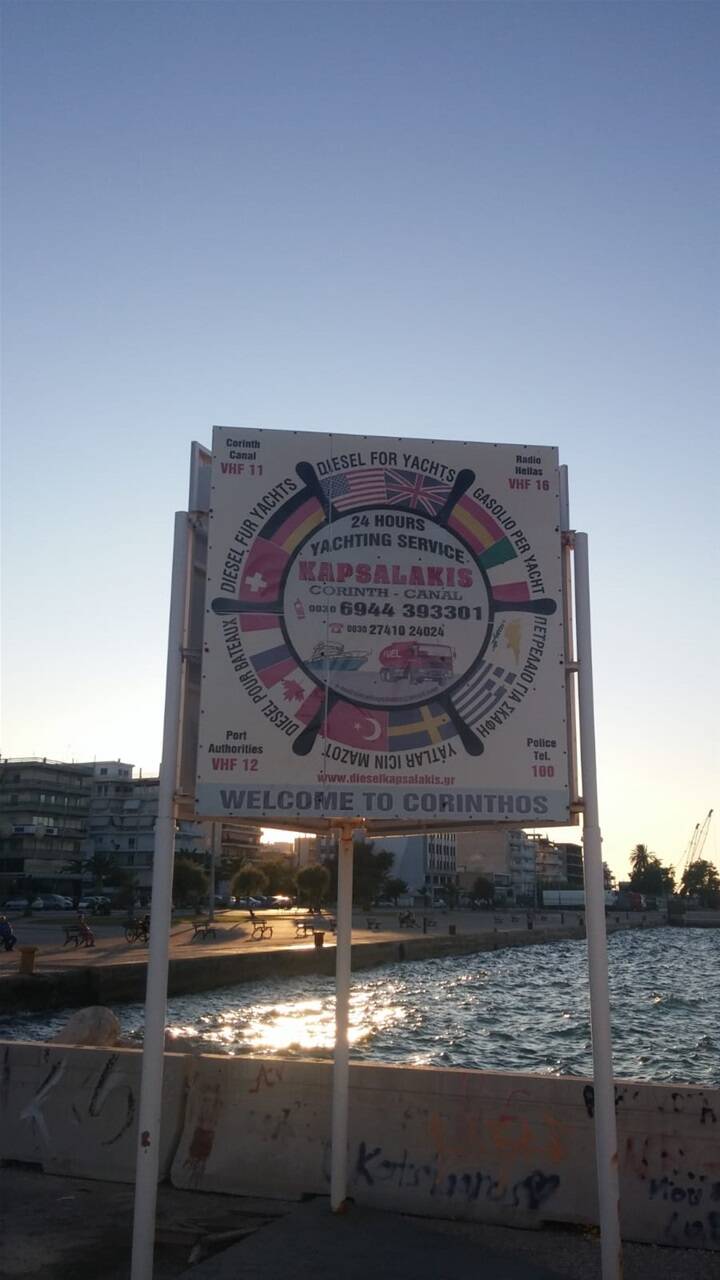 Corinth
Canal
VHF 11
Radio
Hellas
VHF 16
DIESEL FOR YACHTS
DIESEL FUR YACHTS
GASOLIO PER YACHT
DIESEL POUR BATEAUX
ΠΕΤΡΕΛΑΙΟ ΓΙΑ ΣΚΑΦΗ
YATLAR ICIN MAZOT
24 HOURS
YACHTING SERVICE
KAPSALAKIS
CORINTH - CANAL
0030 6944 393301
0030 27410 24024
FUEL
Port
Authorities
VHF 12
Police
Tel.
100
www.dieselkapsalakis.gr
WELCOME TO CORINTHOS